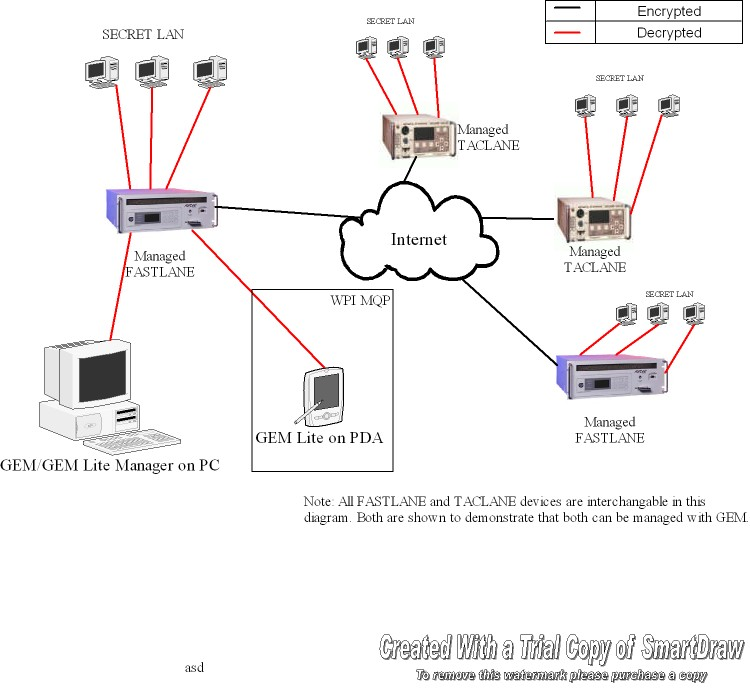 Encrypted
Decrypted
SECRET LAN
SECRET LAN
SECRET LAN
Managed
TACLANE
Internet
Managed
FASTLANE
Managed
TACLANE
WPI MQP
SECRET LAN
GEM Lite on PDA
Managed
FASTLANE
GEM/GEM Lite Manager on PC
Note: All FASTLANE and TACLANE devices are interchangable in this
diagram. Both are shown to demonstrate that both can be managed with GEM.
asd
Created With a Trial Copy of SmartDraw
To remove this watermark please purchase a copy